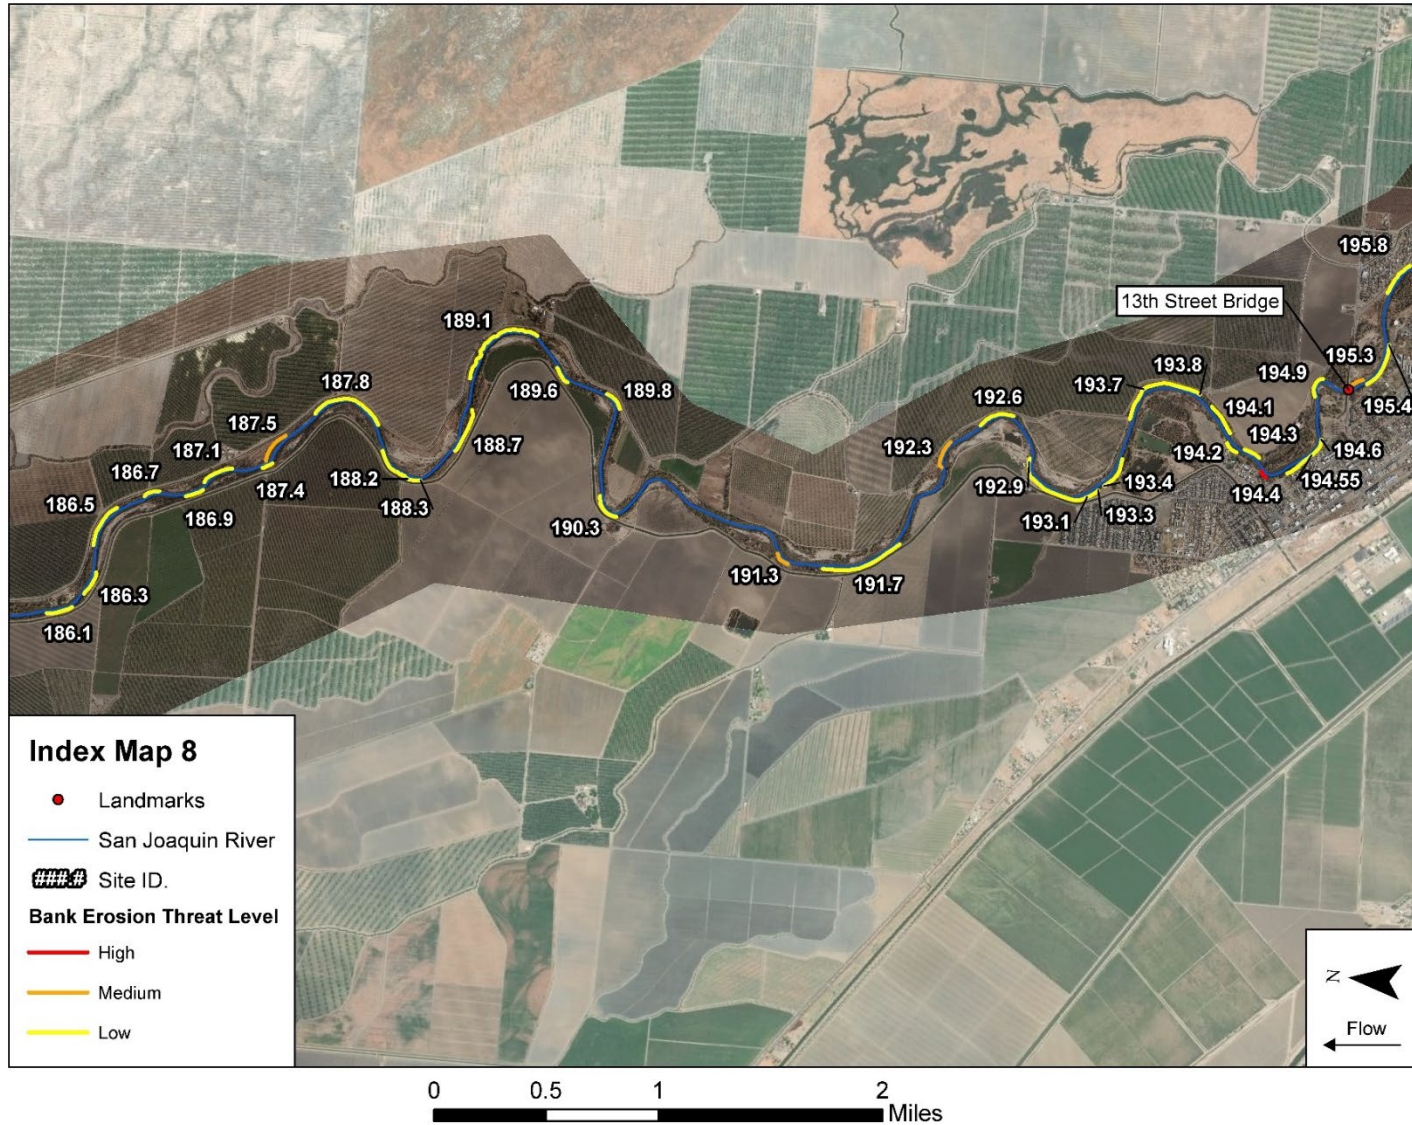 195.8
13th Street Bridge
189.1
195.3
193.8
187.8
193.7
194.9
189.6
189.8
192.6
195.4
187.5
194.1
187.1
192.3
194.3
186.7
188.7
194.2
194.6
186.5
187.4
188.2
192.9
193.4
194.55
188.3
194.4
186.9
193.3
190.3
193.1
191.3
191.7
186.3
186.1
Index Map 8
Landmarks
San Joaquin River
###.# Site ID.
Bank Erosion Threat Level
High
Medium
Low
N
Flow
0 0.5 1 2
Miles